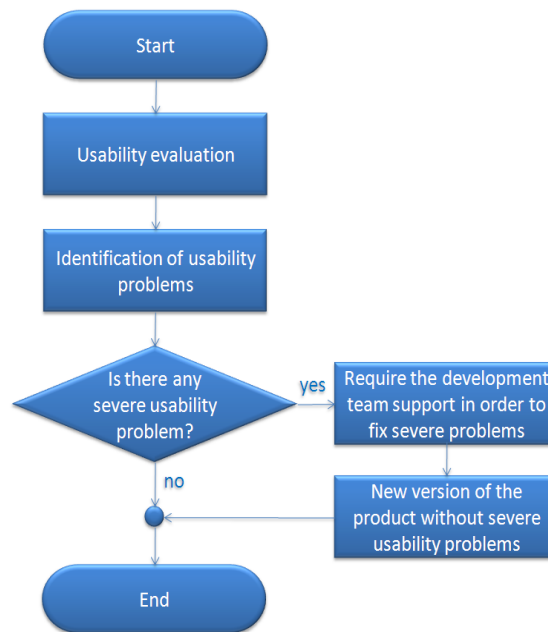 Start
Usability evaluation
Identification of usability
problems
Is there any
severe usability
problem?
yes
Require the development
team support in order to
fix severe problems
no
New version of the
product without severe
usability problems
End